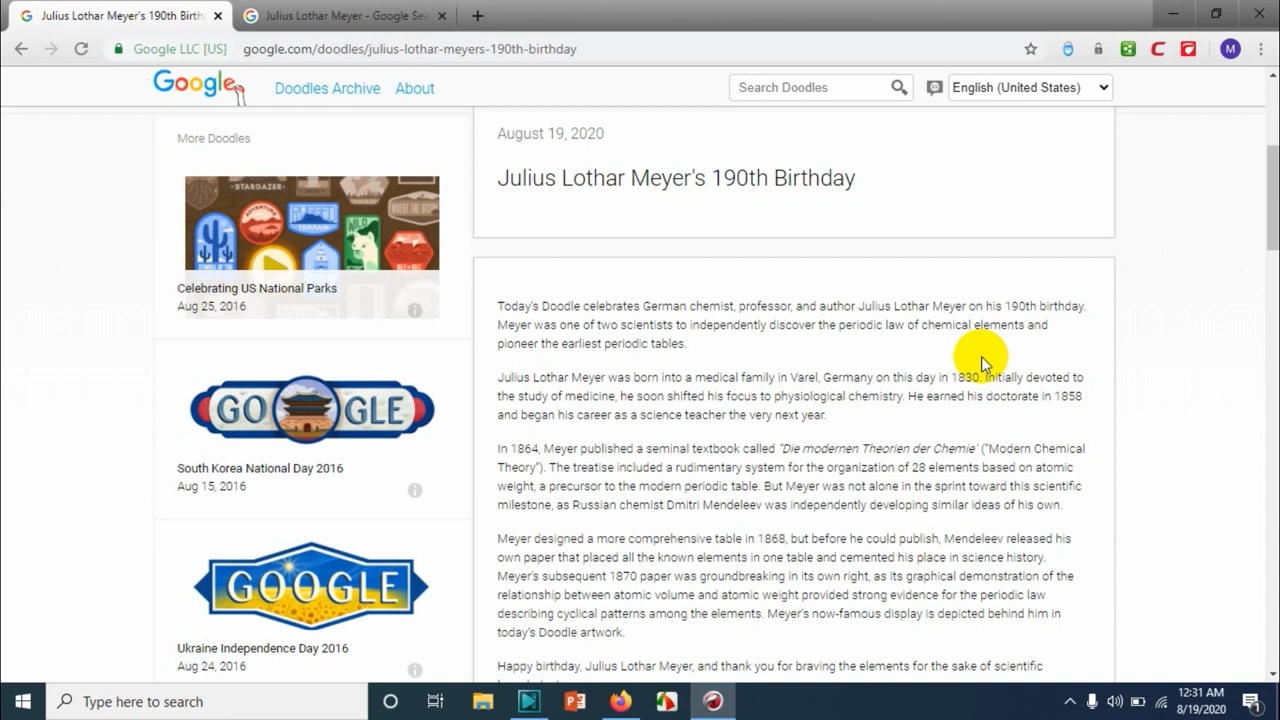 Julius Lothar Meyer's 190th Birth
Julius Lothar Meyer - Google Sea
Google LLC [US]
google.com/doodles/julius-lothar-meyers-190th-birthday
M
Google
Doodles Archive
About
Search Doodles
English (United States)
More Doodles
STARGAZER
ADVENTURE
RUGGED TERRAIN
WILD
WHERE THE
SYMBOL OF THE
Celebrating US National Parks
Aug 25, 2016
GO GLE
South Korea National Day 2016
Aug 15, 2016
GOOGLE
Ukraine Independence Day 2016
Aug 24, 2016
August 19, 2020
Julius Lothar Meyer's 190th Birthday
Today's Doodle celebrates German chemist, professor, and author Julius Lothar Meyer on his 190th birthday.
Meyer was one of two scientists to independently discover the periodic law of chemical elements and
pioneer the earliest periodic tables.
Julius Lothar Meyer was born into a medical family in Varel, Germany on this day in 1830. Initially devoted to
the study of medicine, he soon shifted his focus to physiological chemistry. He earned his doctorate in 1858
and began his career as a science teacher the very next year.
In 1864, Meyer published a seminal textbook called "Die modernen Theorien der Chemie' ("Modern Chemical
Theory"). The treatise included a rudimentary system for the organization of 28 elements based on atomic
weight, a precursor to the modern periodic table. But Meyer was not alone in the sprint toward this scientific
milestone, as Russian chemist Dmitri Mendeleev was independently developing similar ideas of his own.
Meyer designed a more comprehensive table in 1868, but before he could publish, Mendeleev released his
own paper that placed all the known elements in one table and cemented his place in science history.
Meyer's subsequent 1870 paper was groundbreaking in its own right, as its graphical demonstration of the
relationship between atomic volume and atomic weight provided strong evidence for the periodic law
describing cyclical patterns among the elements. Meyer's now-famous display is depicted behind him in
today's Doodle artwork.
Happy birthday, Julius Lothar Meyer, and thank you for braving the elements for the sake of scientific
Type here to search
12:31 AM
8/19/2020
1